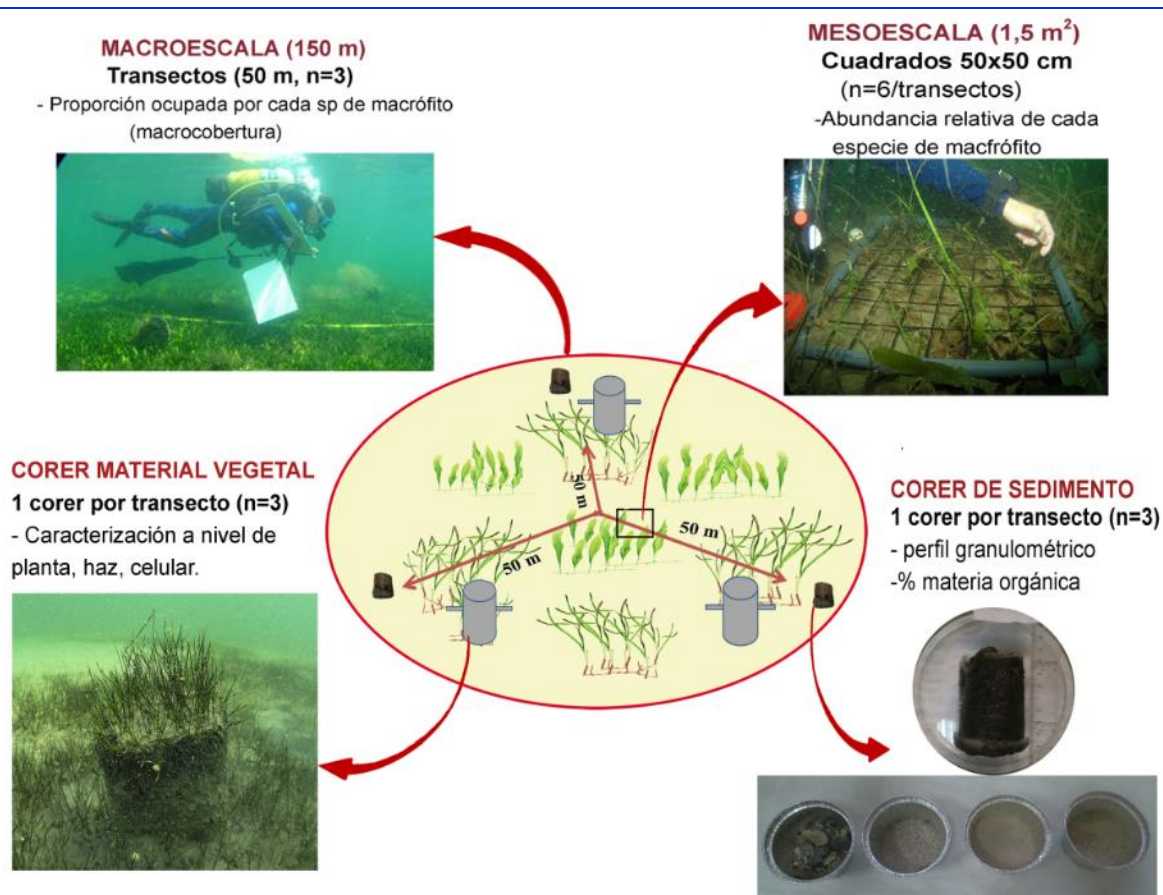 MACROESCALA (150 m)
Transectos (50 m, n=3)
- Proporción ocupada por cada sp de macrófito
(macrocobertura)
MESOESCALA (1,5 m²)
Cuadrados 50x50 cm
(n=6/transectos)
-Abundancia relativa de cada
especie de macfrófito
50 m
50 m
50 m
CORER MATERIAL VEGETAL
1 corer por transecto (n=3)
- Caracterización a nivel de
planta, haz, celular.
CORER DE SEDIMENTO
1 corer por transecto (n=3)
- perfil granulométrico
-% materia orgánica